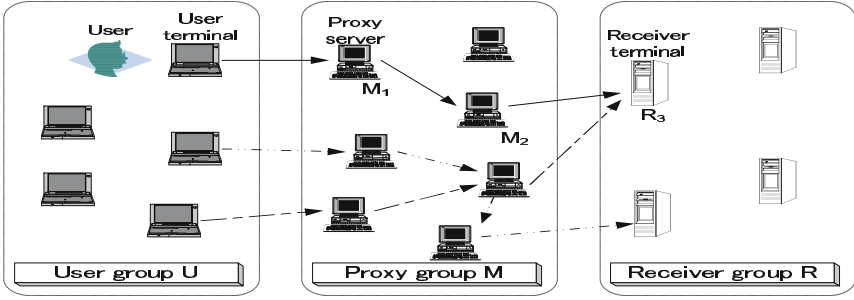 User
User
terminal
Proxy
server
M₁
M₂
Receiver
terminal
R₃
User group U
Proxy group M
Receiver group R